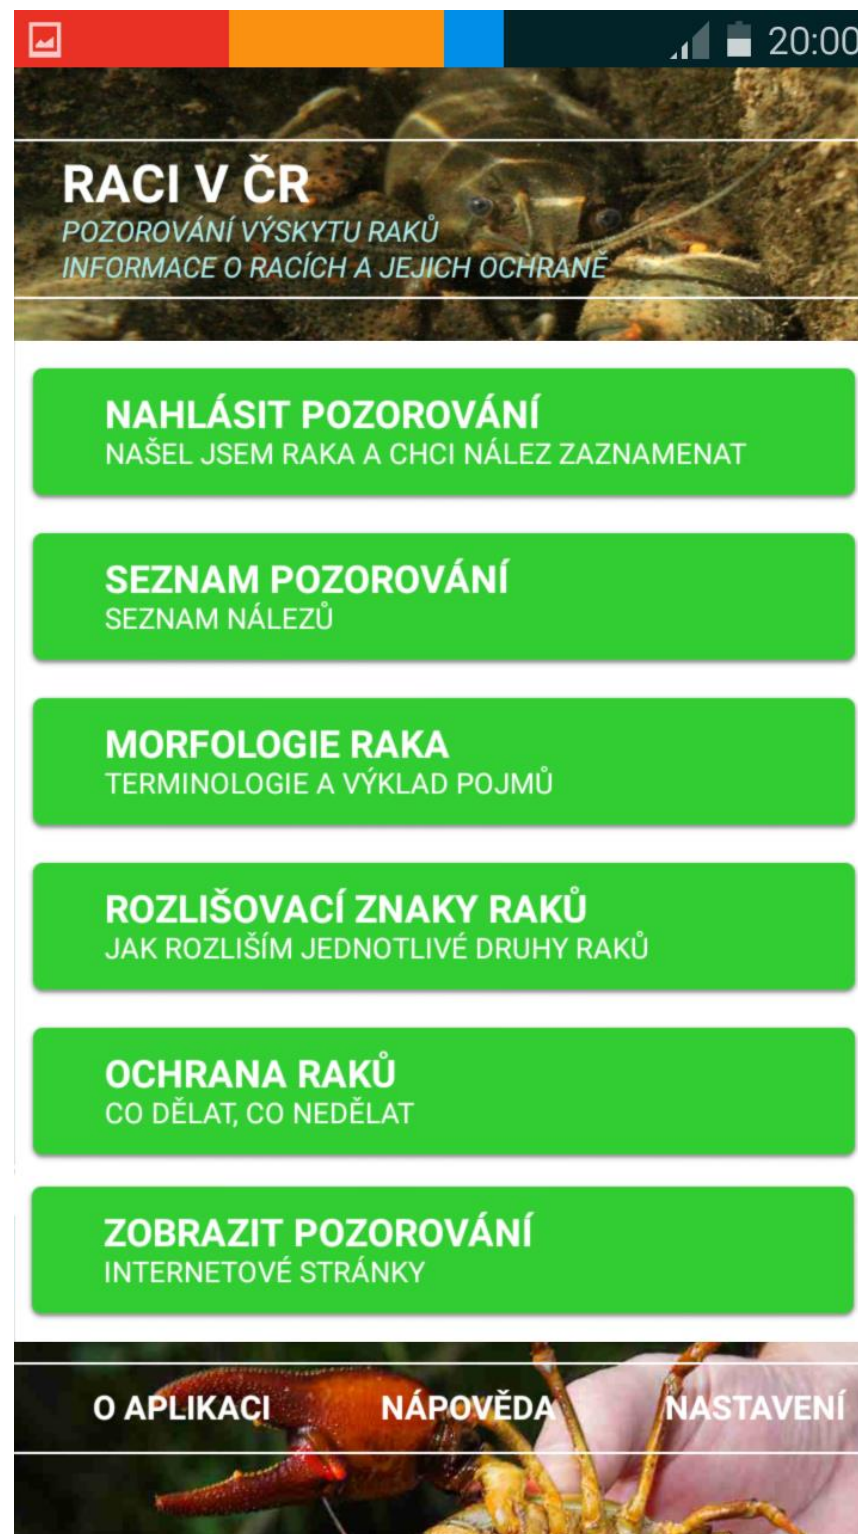 20:00
RACI V ČR
POZOROVÁNÍ VÝSKYTU RAKŮ
INFORMACE O RACÍCH A JEJICH OCHRANĚ
NAHLÁSIT POZOROVÁNÍ
NAŠEL JSEM RAKA A CHCI NÁLEZ ZAZNAMENAT
SEZNAM POZOROVÁNÍ
SEZNAM NÁLEZŮ
MORFOLOGIE RAKA
TERMINOLOGIE A VÝKLAD POJMŮ
ROZLIŠOVACÍ ZNAKY RAKŮ
JAK ROZLIŠÍM JEDNOTLIVÉ DRUHY RAKŮ
OCHRANA RAKŮ
CO DĚLAT, CO NEDĚLAT
ZOBRAZIT POZOROVÁNÍ
INTERNETOVÉ STRÁNKY
O APLIKACI NÁPOVĚDA NASTAVENÍ